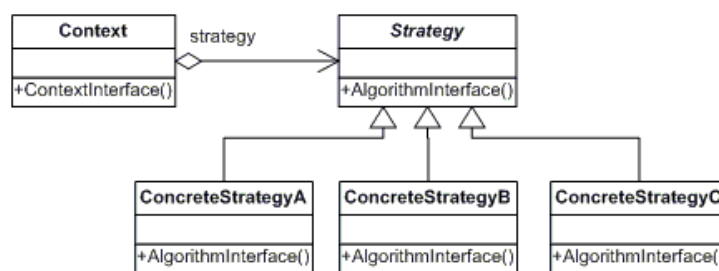 Context
strategy
Strategy
+ContextInterface()
+AlgorithmInterface()
ConcreteStrategyA
ConcreteStrategyB
ConcreteStrategyC
+AlgorithmInterface()
+AlgorithmInterface()
+AlgorithmInterface(